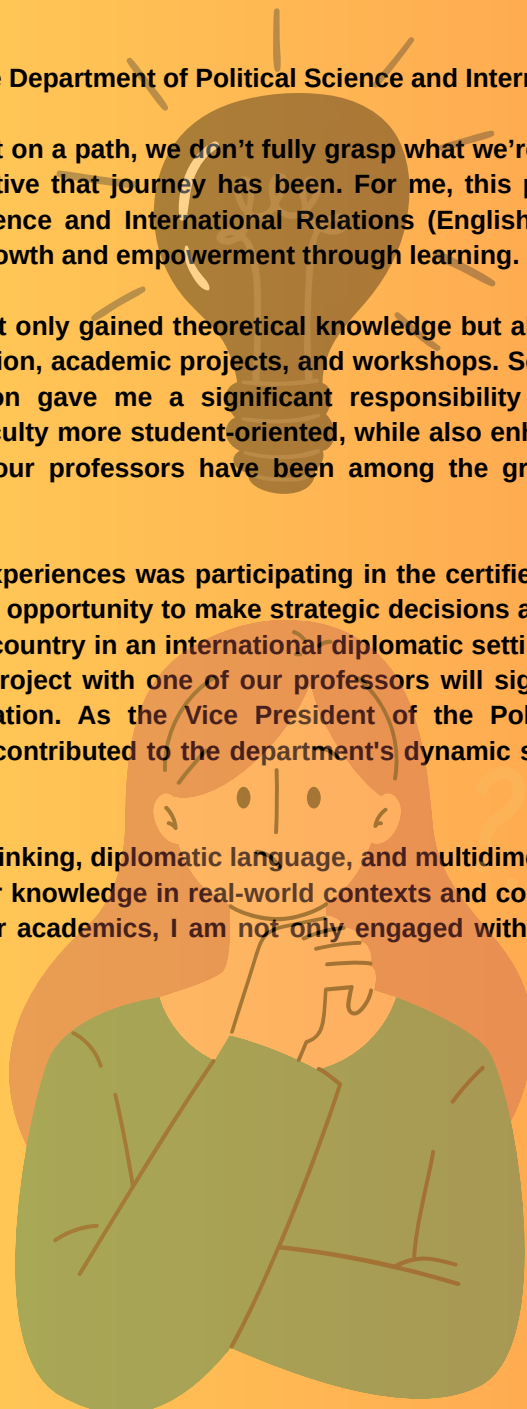 e Department of Political Science and Intern
t on a path, we don't fully grasp what we're
tive that journey has been. For me, this p
ence and International Relations (English
owth and empowerment through learning.
t only gained theoretical knowledge but a
ion, academic projects, and workshops. So
on gave me a significant responsibility
culty more student-oriented, while also enh
our professors have been among the gr
xperiences was participating in the certifie
opportunity to make strategic decisions a
country in an international diplomatic setti
roject with one of our professors will sig
ation. As the Vice President of the Pol
contributed to the department's dynamic s
inking, diplomatic language, and multidime
r knowledge in real-world contexts and co
r academics, I am not only engaged with